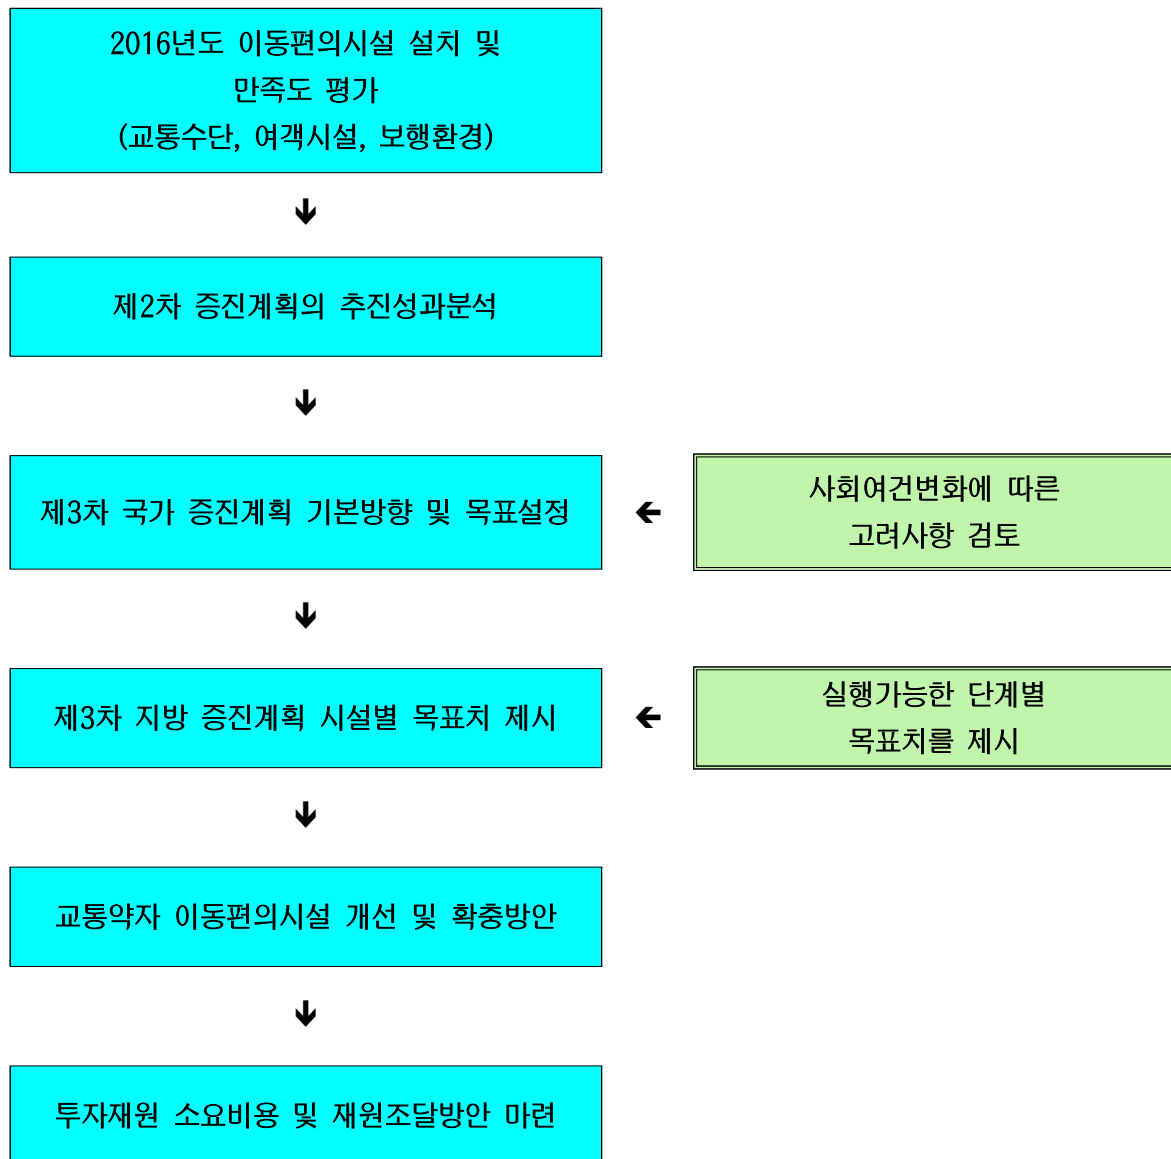 2016년도 이동편의시설 설치 및
만족도 평가
(교통수단, 여객시설, 보행환경)
제2차 증진계획의 추진성과분석
제3차 국가 증진계획 기본방향 및 목표설정
사회여건변화에 따른
고려사항 검토
제3차 지방 증진계획 시설별 목표치 제시
실행가능한 단계별
목표치를 제시
교통약자 이동편의시설 개선 및 확충방안
투자재원 소요비용 및 재원조달방안 마련